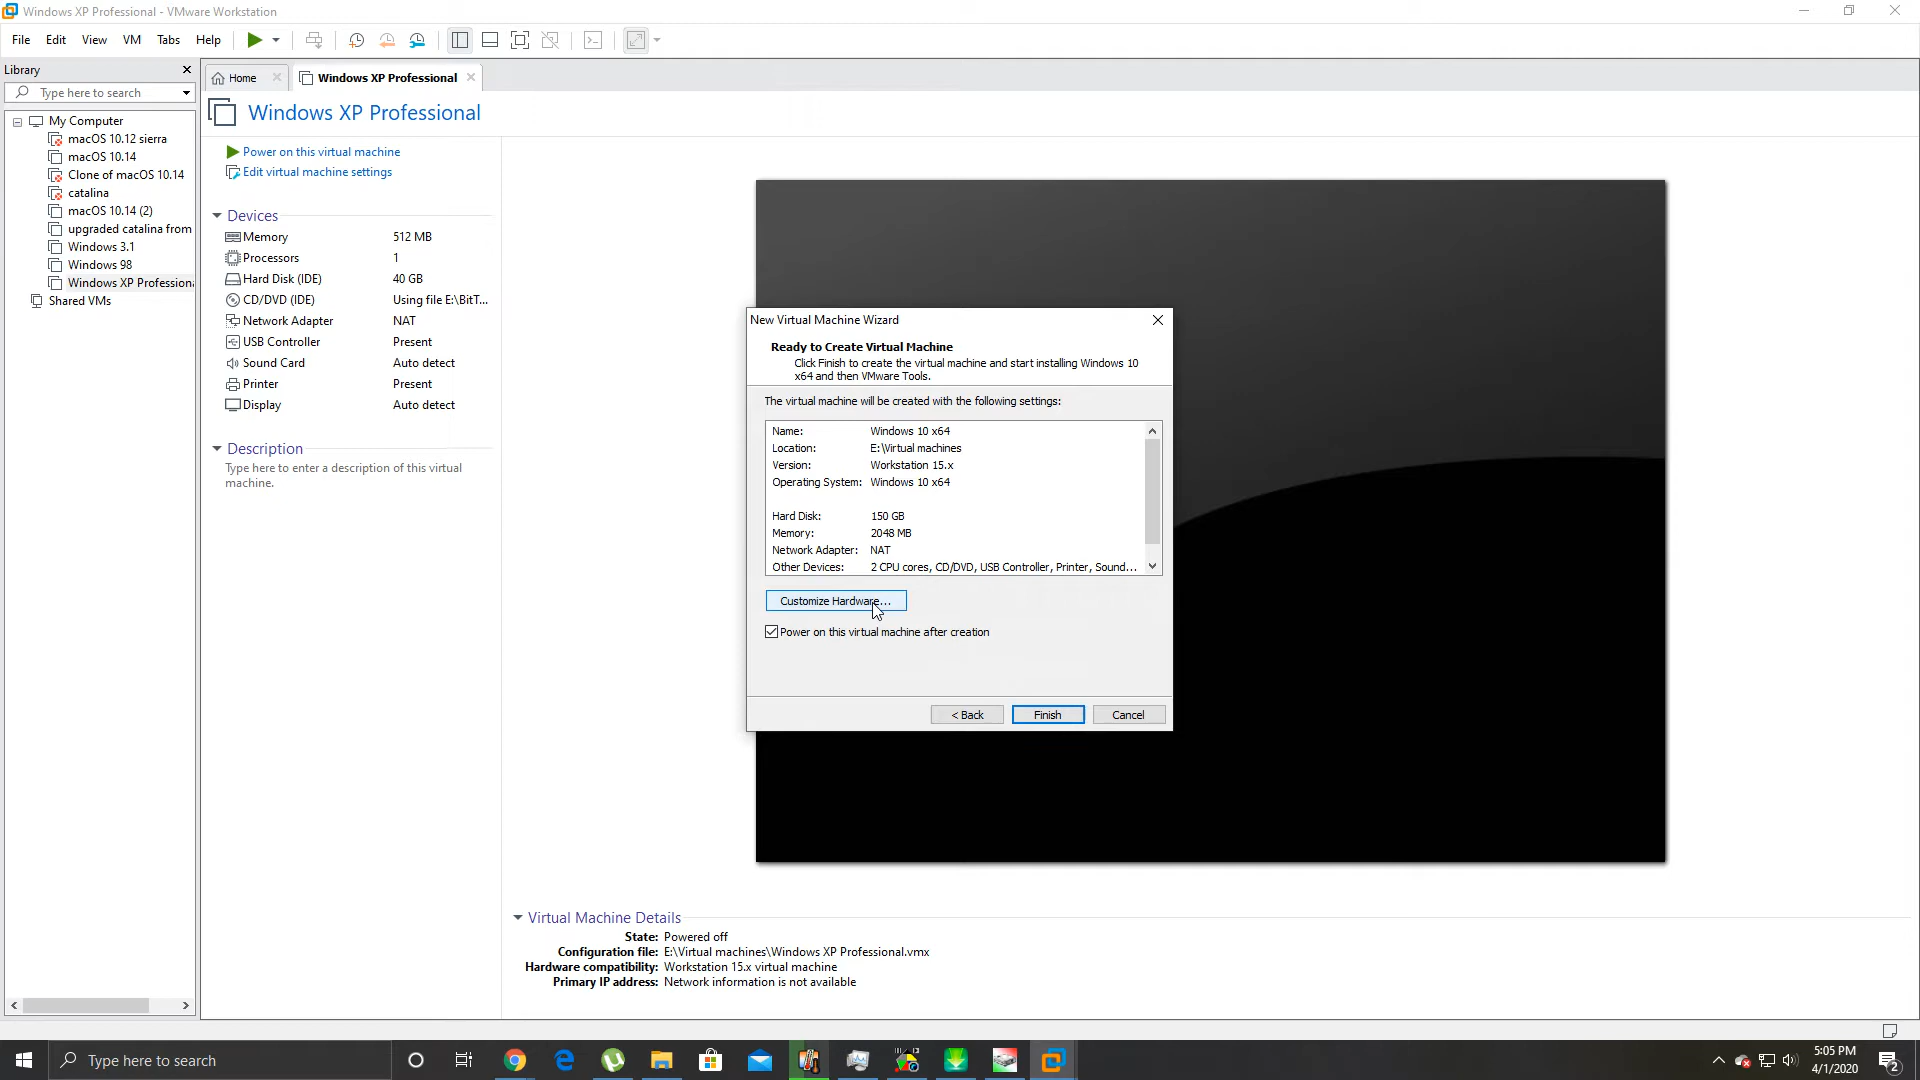 Windows XP Professional - VMware Workstation
File Edit View VM Tabs Help
Library
Type here to search
My Computer
macOS 10.12 sierra
macOS 10.14
Clone of macOS 10.14
catalina
macOS 10.14 (2)
upgraded catalina from
Windows 3.1
Windows 98
Windows XP Professiona
Shared VMs
Home
Windows XP Professional
Windows XP Professional
Power on this virtual machine
Edit virtual machine settings
Devices
Memory 512 MB
Processors 1
Hard Disk (IDE) 40 GB
CD/DVD (IDE) Using file E:\BitT...
Network Adapter NAT
USB Controller Present
Sound Card Auto detect
Printer Present
Display Auto detect
Description
Type here to enter a description of this virtual
machine.
New Virtual Machine Wizard
Ready to Create Virtual Machine
Click Finish to create the virtual machine and start installing Windows 10
x64 and then VMware Tools.
The virtual machine will be created with the following settings:
Name: Windows 10 x64
Location: E:\Virtual machines
Version: Workstation 15.x
Operating System: Windows 10 x64
Hard Disk: 150 GB
Memory: 2048 MB
Network Adapter: NAT
Other Devices: 2 CPU cores, CD/DVD, USB Controller, Printer, Sound...
Customize Hardware...
Power on this virtual machine after creation
< Back
Finish
Cancel
Virtual Machine Details
State: Powered off
Configuration file: E:\Virtual machines\Windows XP Professional.vmx
Hardware compatibility: Workstation 15.x virtual machine
Primary IP address: Network information is not available
Type here to search
5:05 PM
4/1/2020
2